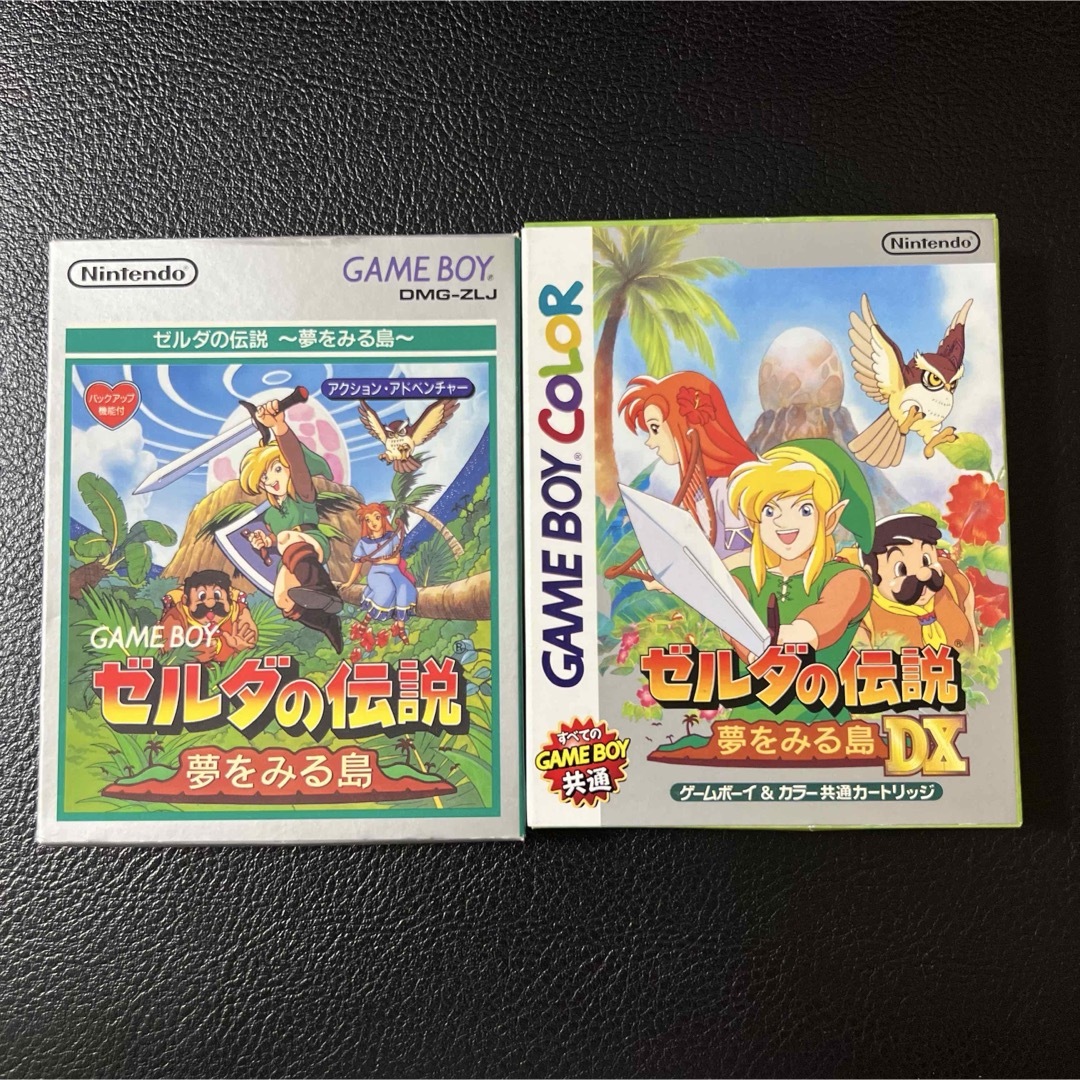 Nintendo
GAME BOY
DMG-ZLJ
ゼルダの伝説 ～夢をみる島～
バックアップ
機能付
アクション・アドベンチャー
GAME BOY
ゼルダの伝説
夢をみる島
Nintendo
GAME BOY COLOR
ゼルダの伝説
夢をみる島 DX
すべての
GAME BOY
共通
ゲームボーイ & カラー共通カートリッジ